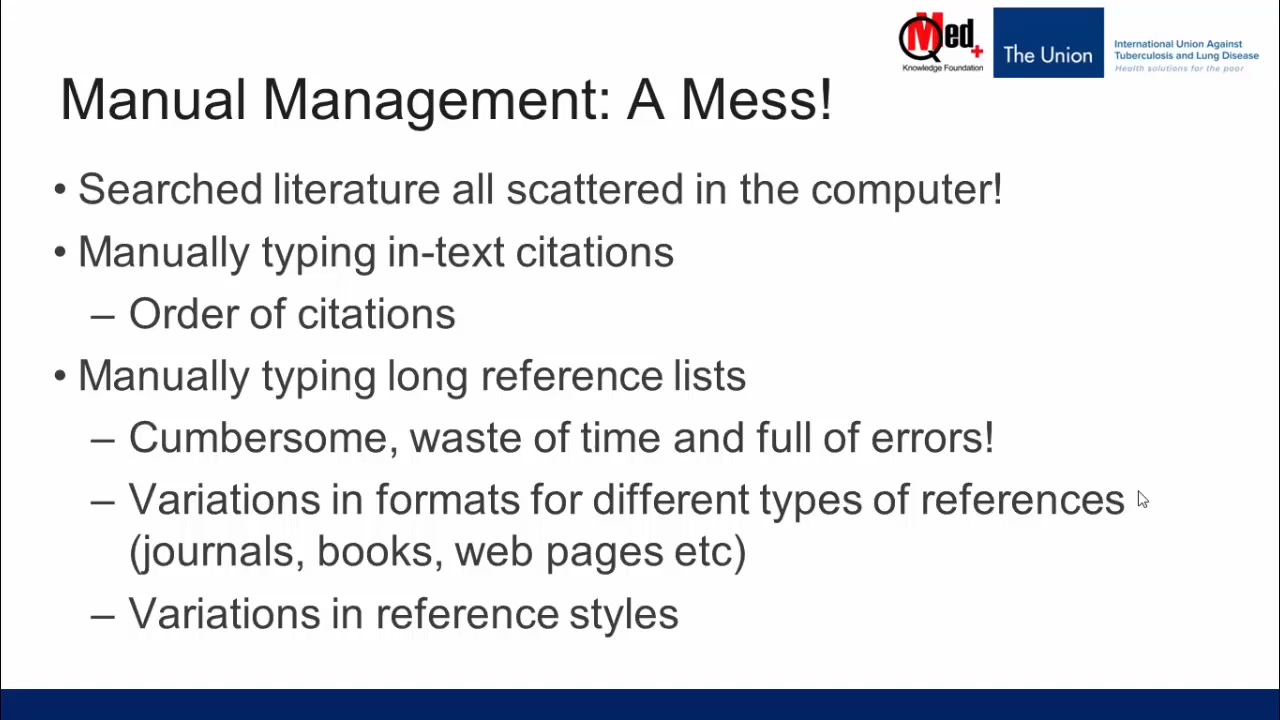 QMed+
Knowledge Foundation
The Union
International Union Against
Tuberculosis and Lung Disease
Health solutions for the poor
Manual Management: A Mess!
• Searched literature all scattered in the computer!
• Manually typing in-text citations
– Order of citations
• Manually typing long reference lists
– Cumbersome, waste of time and full of errors!
– Variations in formats for different types of references
(journals, books, web pages etc)
– Variations in reference styles